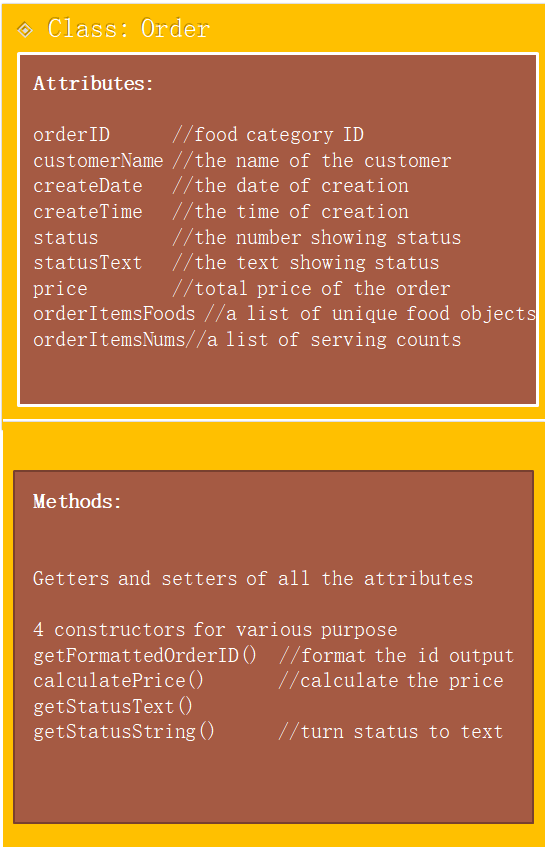 Class: Order
Attributes:
orderID //food category ID
customerName //the name of the customer
createDate //the date of creation
createTime //the time of creation
status //the number showing status
statusText //the text showing status
price //total price of the order
orderItemsFoods //a list of unique food objects
orderItemsNums//a list of serving counts
Methods:
Getters and setters of all the attributes
4 constructors for various purpose
getFormattedOrderID() //format the id output
calculatePrice() //calculate the price
getStatusText()
getStatusString() //turn status to text